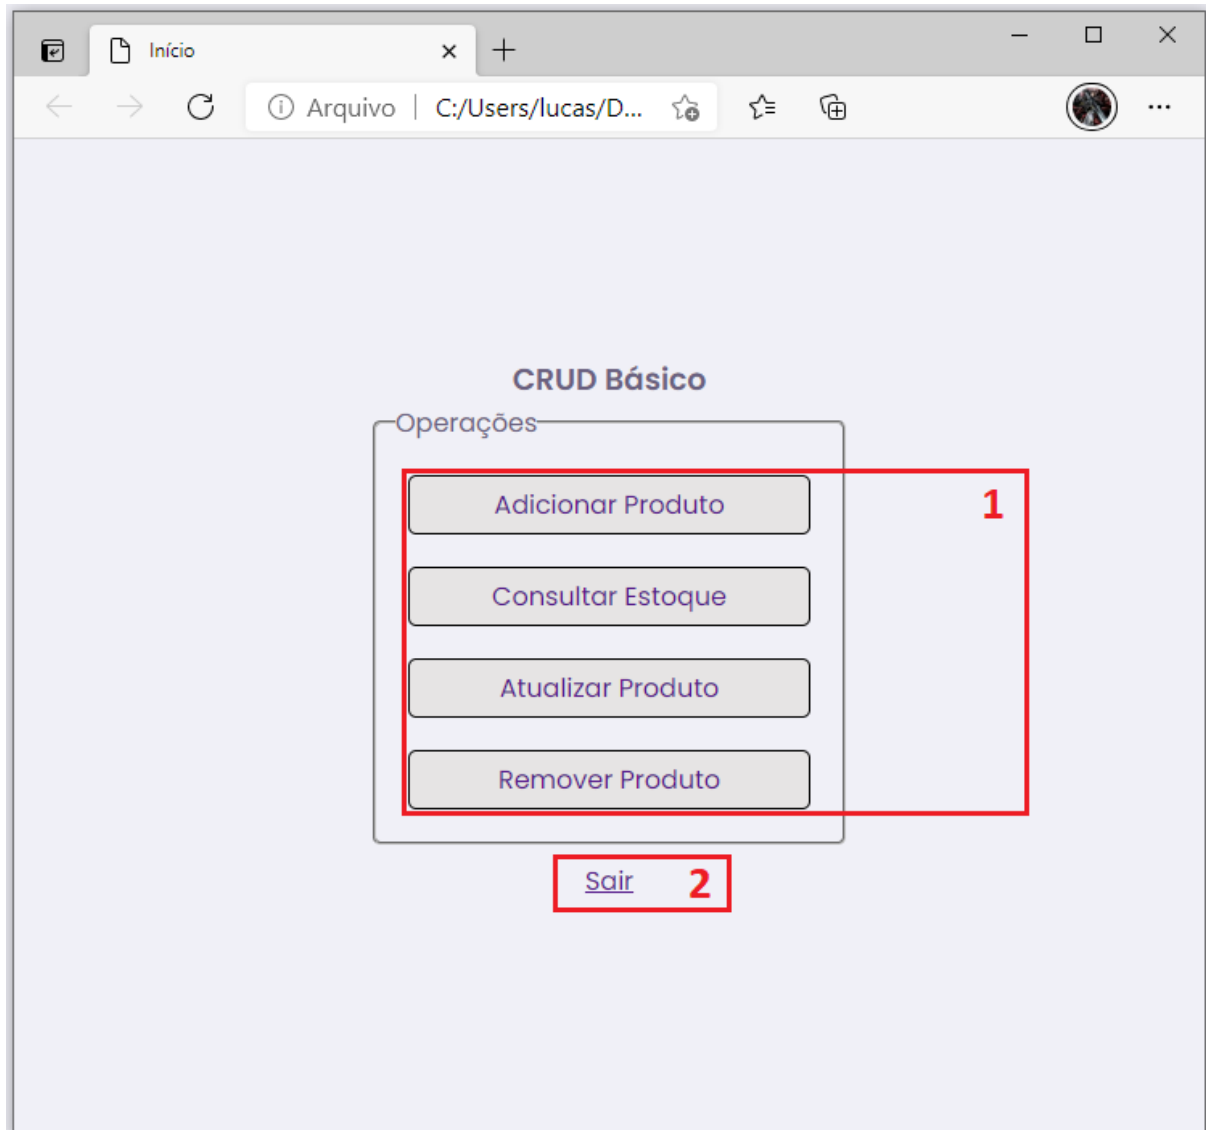 Início
Arquivo | C:/Users/lucas/D...
CRUD Básico
Operações
Adicionar Produto
1
Consultar Estoque
Atualizar Produto
Remover Produto
Sair 2